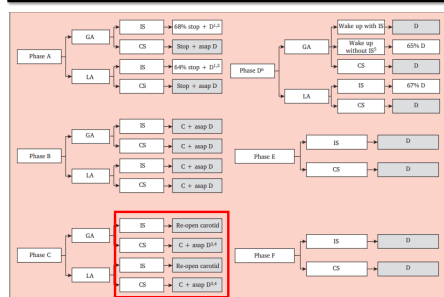 Phase A
GA
IS
68% stop + D1,2
CS
Stop + asap D
LA
IS
64% stop + D1,2
CS
Stop + asap D
Phase B
GA
IS
C + asap D
CS
C + asap D
LA
IS
C + asap D
CS
C + asap D
Phase C
GA
IS
Re-open carotid
CS
C + asap D3,4
LA
IS
Re-open carotid
CS
C + asap D3,4
Phase D6
GA
Wake up with IS
D
Wake up
without IS5
65% D
CS
D
LA
IS
67% D
CS
D
Phase E
IS
D
CS
D
Phase F
IS
D
CS
D